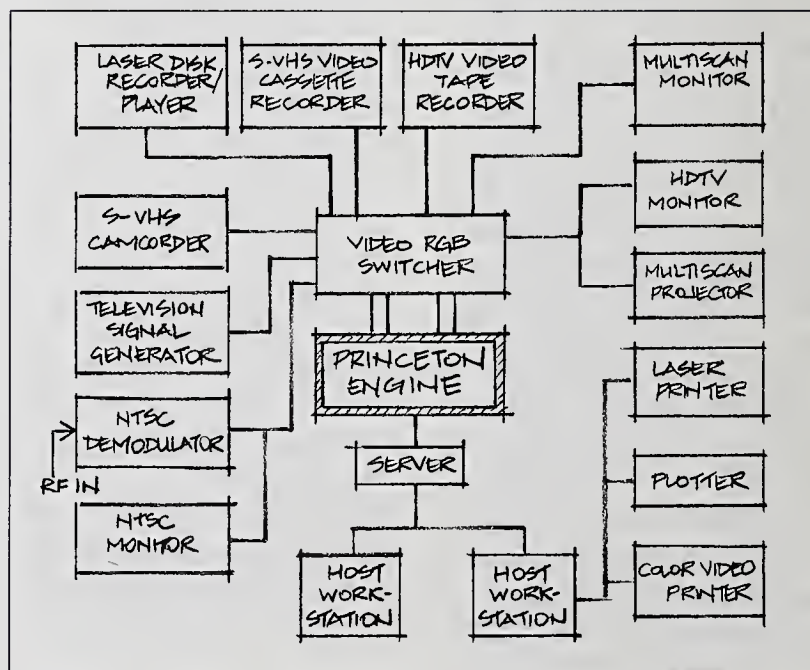 LASER DISK
RECORDER/
PLAYER
S-VHS VIDEO
CASSETTE
RECORDER
HDTV VIDEO
TAPE
RECORDER
MULTISCAN
MONITOR
S-VHS
CAMCORDER
VIDEO RGB
SWITCHER
HDTV
MONITOR
MULTISCAN
PROJECTOR
TELEVISION
SIGNAL
GENERATOR
PRINCETON
ENGINE
LASER
PRINTER
NTSC
DEMODULATOR
RF IN
SERVER
PLOTTER
NTSC
MONITOR
HOST
WORK-
STATION
HOST
WORK-
STATION
COLOR VIDEO
PRINTER